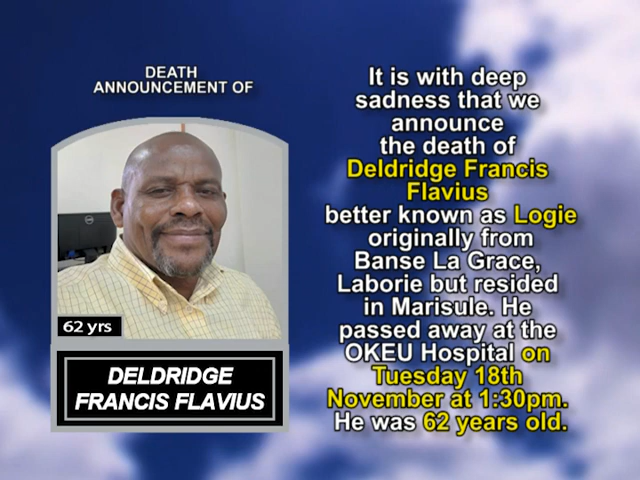 DEATH
ANNOUNCEMENT OF
62 yrs
DELDRIDGE
FRANCIS FLAVIUS
It is with deep
sadness that we
announce
the death of
Deldridge Francis
Flavius
better known as Logie
originally from
Banse La Grace,
Laborie but resided
in Marisule. He
passed away at the
OKEU Hospital on
Tuesday 18th
November at 1:30pm.
He was 62 years old.